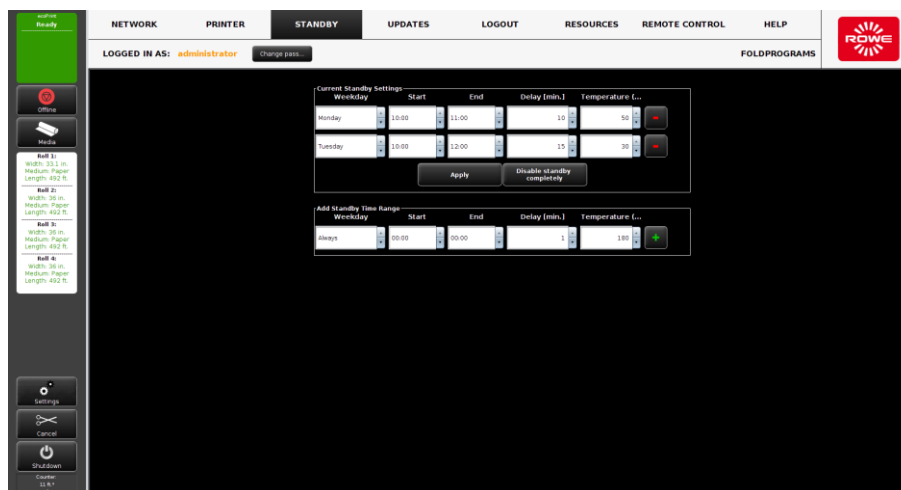 ecoPrint
Ready
NETWORK PRINTER STANDBY UPDATES LOGOUT RESOURCES REMOTE CONTROL HELP
ROWE
LOGGED IN AS: administrator Change pass... FOLDPROGRAMS
Offline
Media
Roll 1:
Width: 33.1 in.
Medium: Paper
Length: 492 ft.
Roll 2:
Width: 36 in.
Medium: Paper
Length: 492 ft.
Roll 3:
Width: 36 in.
Medium: Paper
Length: 492 ft.
Roll 4:
Width: 36 in.
Medium: Paper
Length: 492 ft.
Settings
Cancel
Shutdown
Counter:
11 ft.²
Current Standby Settings
Weekday Start End Delay [min.] Temperature (...
Monday 10:00 11:00 10 50
Tuesday 10:00 12:00 15 30
Apply
Disable standby
completely
Add Standby Time Range
Weekday Start End Delay [min.] Temperature (...
Always 00:00 00:00 1 180